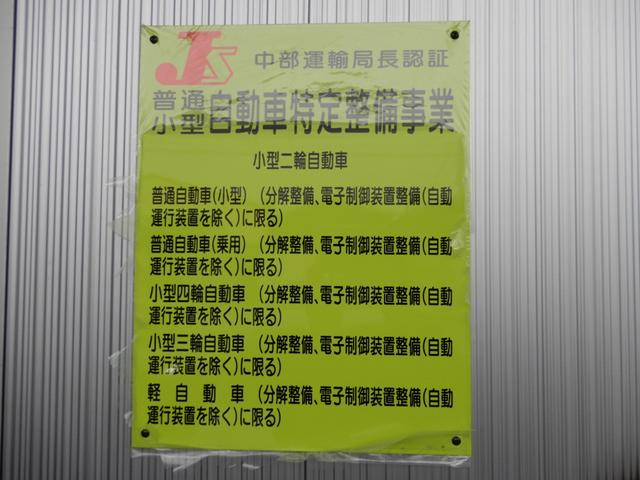 JS 中部運輸局長認証
普通
小型 自動車特定整備事業
小型二輪自動車
普通自動車(小型) (分解整備、電子制御装置整備(自動
運行装置を除く)に限る)
普通自動車(乗用) (分解整備、電子制御装置整備(自動
運行装置を除く)に限る)
小型四輪自動車 (分解整備、電子制御装置整備(自動
運行装置を除く)に限る)
小型三輪自動車 (分解整備、電子制御装置整備(自動
運行装置を除く)に限る)
軽自動車 (分解整備、電子制御装置整備(自動
運行装置を除く)に限る)